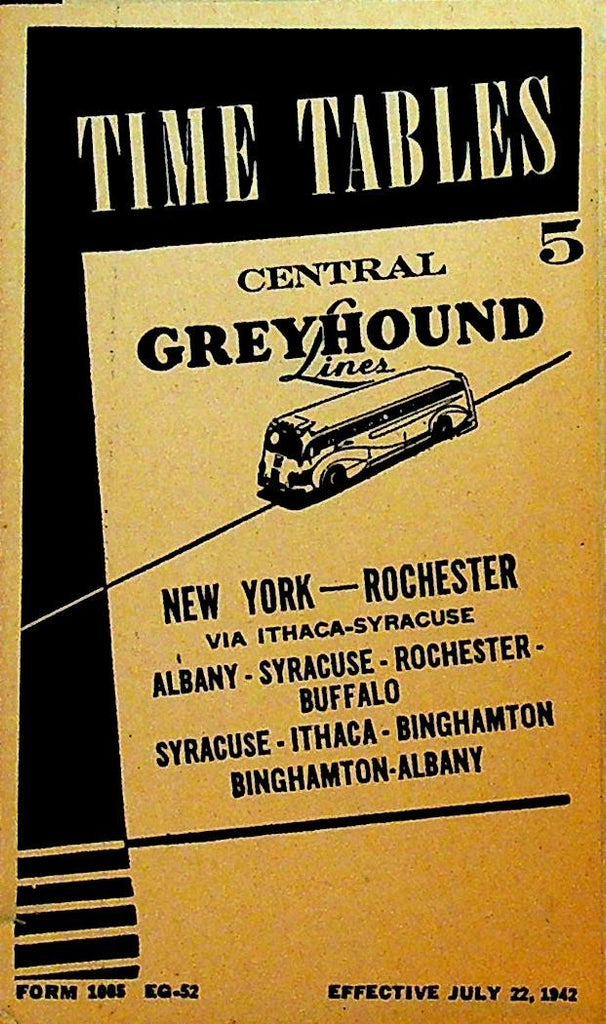 TIME TABLES
5
CENTRAL
GREYHOUND
Lines
NEW YORK — ROCHESTER
VIA ITHACA-SYRACUSE
ALBANY - SYRACUSE - ROCHESTER -
BUFFALO
SYRACUSE - ITHACA - BINGHAMTON
BINGHAMTON-ALBANY
FORM 1005 EG-52 EFFECTIVE JULY 22, 1942